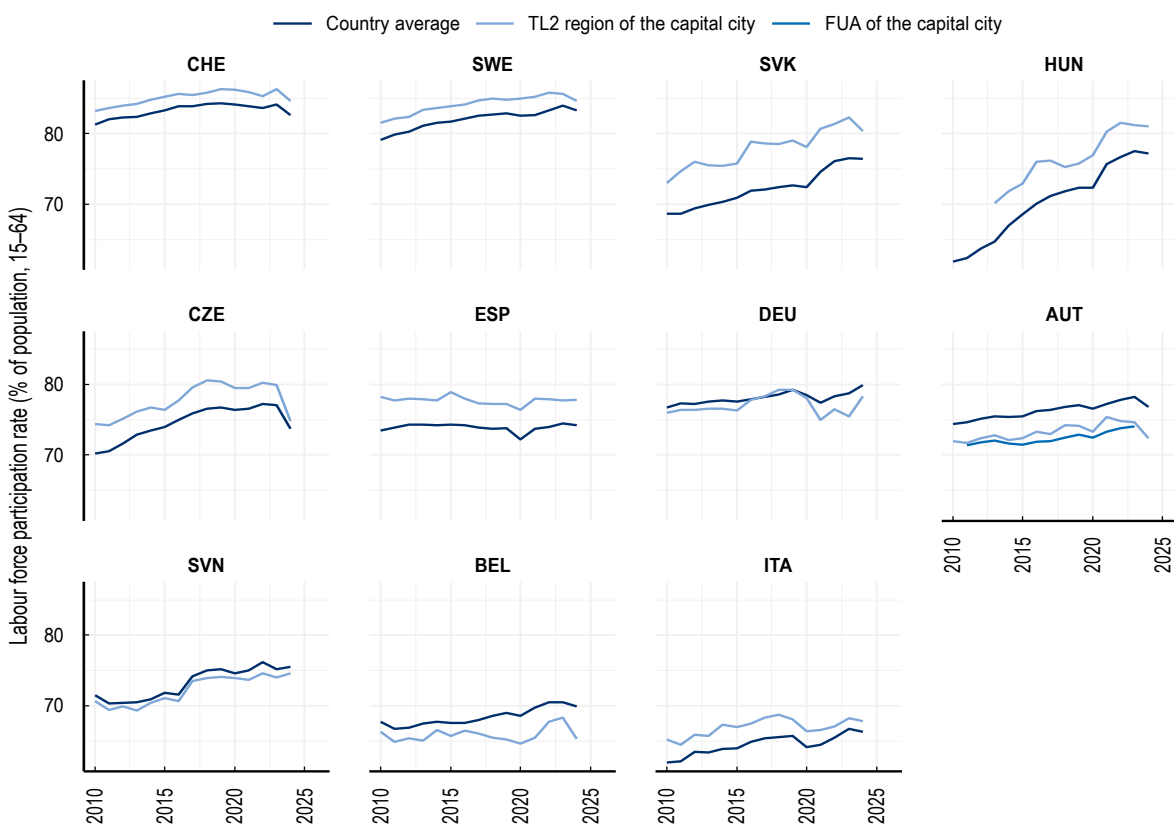 Country average TL2 region of the capital city FUA of the capital city
CHE SWE SVK HUN
80
70
CZE ESP DEU AUT
80
70
2010 2015 2020 2025
SVN BEL ITA
80
70
2010 2015 2020 2025 2010 2015 2020 2025 2010 2015 2020 2025
Labour force participation rate (% of population, 15–64)